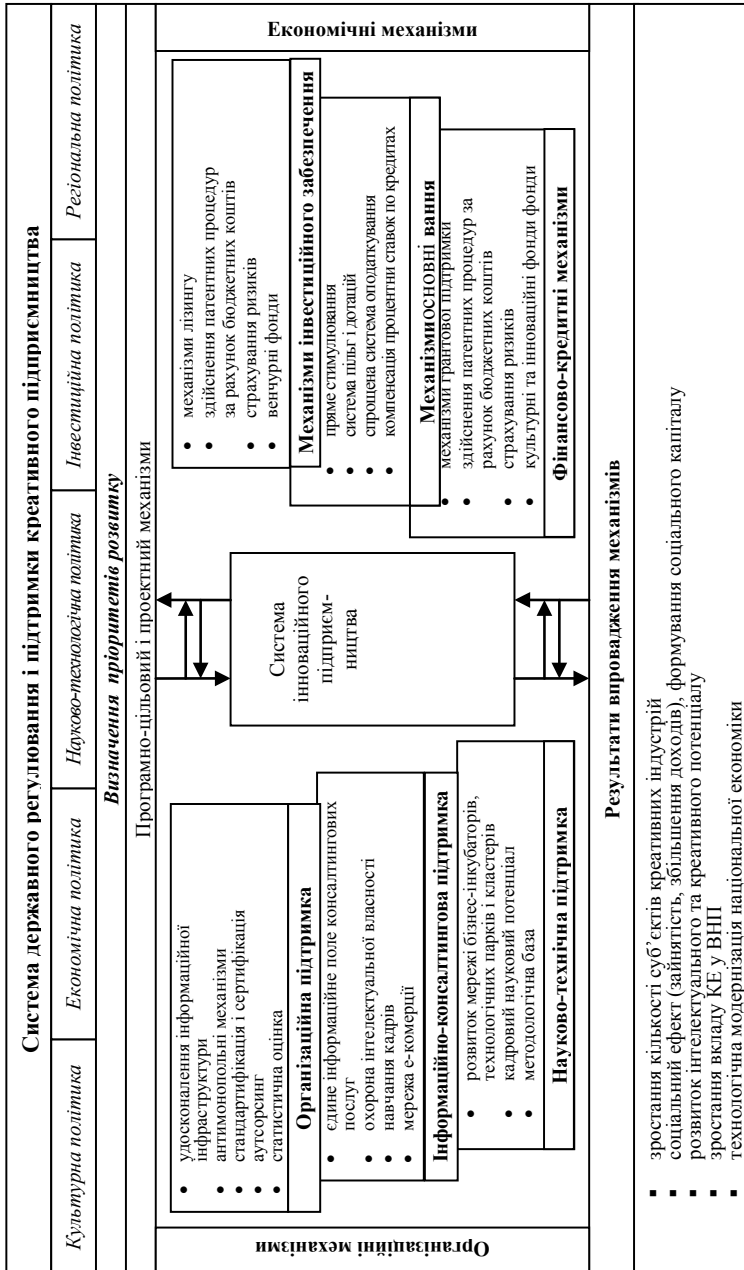 Система державного регулювання і підтримки креативного підприємництва
Культурна політика
Економічна політика
Науково-технологічна політика
Інвестиційна політика
Регіональна політика
Визначення пріоритетів розвитку
Програмно-цільовий і проектний механізми
Організаційні механізми
• удосконалення інформаційної
інфраструктури
• антимонопольні механізми
• стандартифікація і сертифікація
• аутсорсинг
• статистична оцінка
Організаційна підтримка
• єдине інформаційне поле консалтингових
послуг
• охорона інтелектуальної власності
• навчання кадрів
• мережа е-комерції
Інформаційно-консалтингова підтримка
• розвиток мережі бізнес-інкубаторів,
технологічних парків і кластерів
• кадровий науковий потенціал
• методологічна база
Науково-технічна підтримка
Система
інноваційного
підприєм-
ництва
• механізми лізингу
• здійснення патентних процедур
за рахунок бюджетних коштів
• страхування ризиків
• венчурні фонди
Механізми інвестиційного забезпечення
• пряме стимулювання
• система пільг і дотацій
• спрощена система оподаткування
• компенсація процентни ставок по кредитах
Механізмиосновні вання
• механізми грантової підтримки
• здійснення патентних процедур за
рахунок бюджетних коштів
• страхування ризиків
• культурні та інноваційні фонди фонди
Фінансово-кредитні механізми
Економічні механізми
Результати впровадження механізмів
▪ зростання кількості суб’єктів креативних індустрій
▪ соціальний ефект (зайнятість, збільшення доходів), формування соціального капіталу
▪ розвиток інтелектуального та креативного потенціалу
▪ зростання вкладу КЕ у ВНП
▪ технологічна модернізація національної економіки